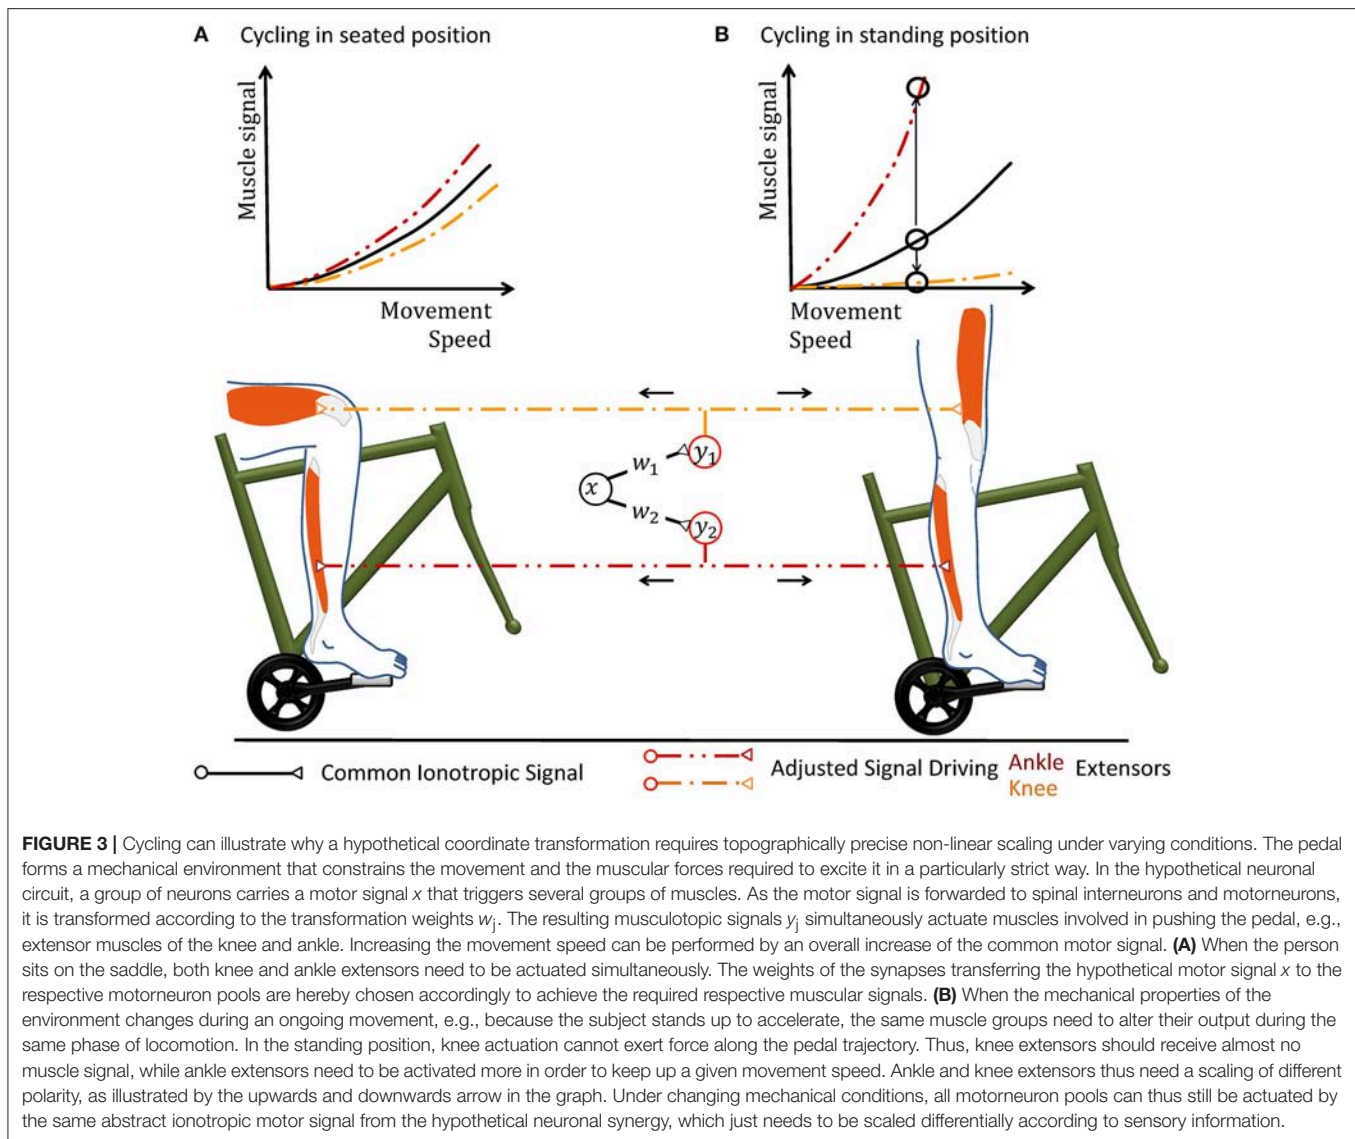 A Cycling in seated position
B Cycling in standing position
Muscle signal
Movement
Speed
Muscle signal
Movement
Speed
x
w₁
y₁
w₂
y₂
Common Ionotropic Signal
Adjusted Signal Driving Ankle Extensors
Knee
FIGURE 3 | Cycling can illustrate why a hypothetical coordinate transformation requires topographically precise non-linear scaling under varying conditions. The pedal
forms a mechanical environment that constrains the movement and the muscular forces required to excite it in a particularly strict way. In the hypothetical neuronal
circuit, a group of neurons carries a motor signal x that triggers several groups of muscles. As the motor signal is forwarded to spinal interneurons and motorneurons,
it is transformed according to the transformation weights wⱼ. The resulting musculotopic signals yⱼ simultaneously actuate muscles involved in pushing the pedal, e.g.,
extensor muscles of the knee and ankle. Increasing the movement speed can be performed by an overall increase of the common motor signal. (A) When the person
sits on the saddle, both knee and ankle extensors need to be actuated simultaneously. The weights of the synapses transferring the hypothetical motor signal x to the
respective motorneuron pools are hereby chosen accordingly to achieve the required respective muscular signals. (B) When the mechanical properties of the
environment changes during an ongoing movement, e.g., because the subject stands up to accelerate, the same muscle groups need to alter their output during the
same phase of locomotion. In the standing position, knee actuation cannot exert force along the pedal trajectory. Thus, knee extensors should receive almost no
muscle signal, while ankle extensors need to be activated more in order to keep up a given movement speed. Ankle and knee extensors thus need a scaling of different
polarity, as illustrated by the upwards and downwards arrow in the graph. Under changing mechanical conditions, all motorneuron pools can thus still be actuated by
the same abstract ionotropic motor signal from the hypothetical neuronal synergy, which just needs to be scaled differentially according to sensory information.